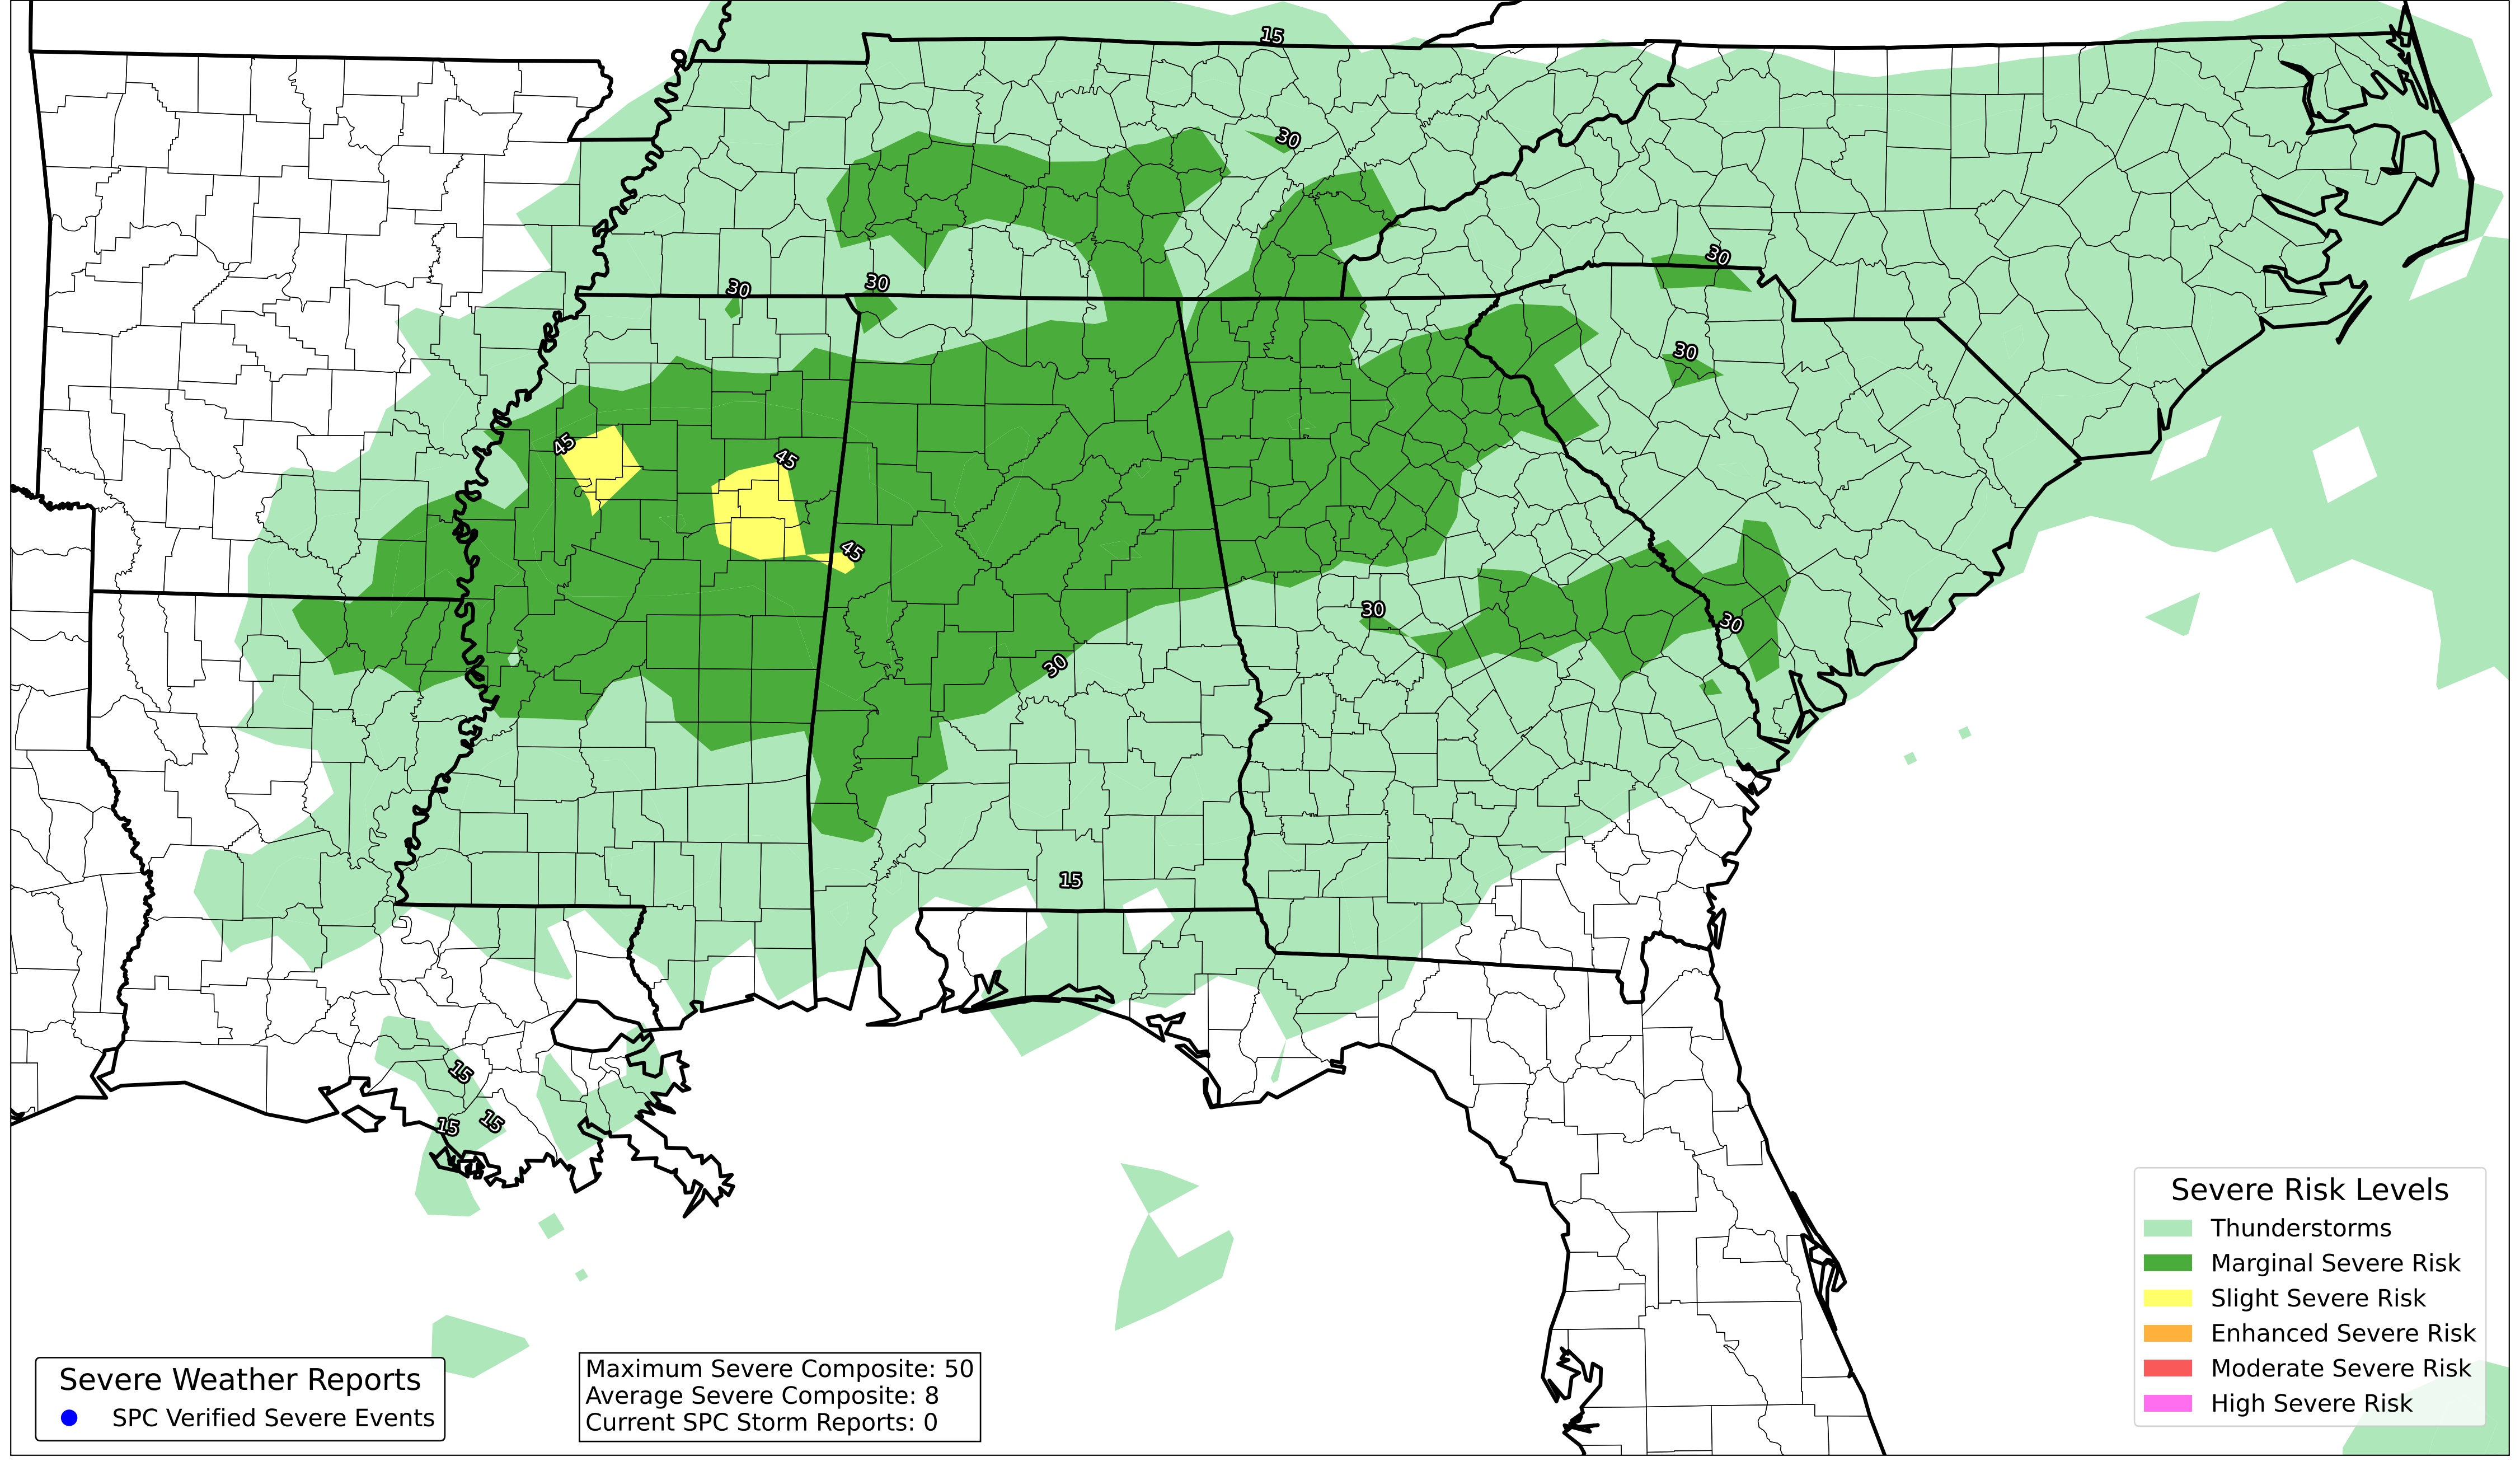 15
30
30
30
30
30
45
45
45
30
30
30
15
15
15
15
Severe Risk Levels
Thunderstorms
Marginal Severe Risk
Slight Severe Risk
Enhanced Severe Risk
Moderate Severe Risk
High Severe Risk
Severe Weather Reports
SPC Verified Severe Events
Maximum Severe Composite: 50
Average Severe Composite: 8
Current SPC Storm Reports: 0